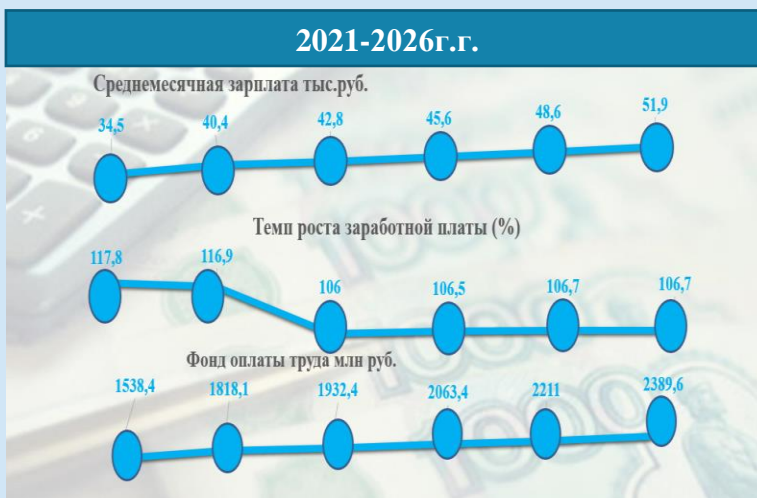 2021-2026г.г.
Среднемесячная зарплата тыс.руб.
34,5 40,4 42,8 45,6 48,6 51,9
Темп роста заработной платы (%)
117,8 116,9 106 106,5 106,7 106,7
Фонд оплаты труда млн руб.
1538,4 1818,1 1932,4 2063,4 2211 2389,6